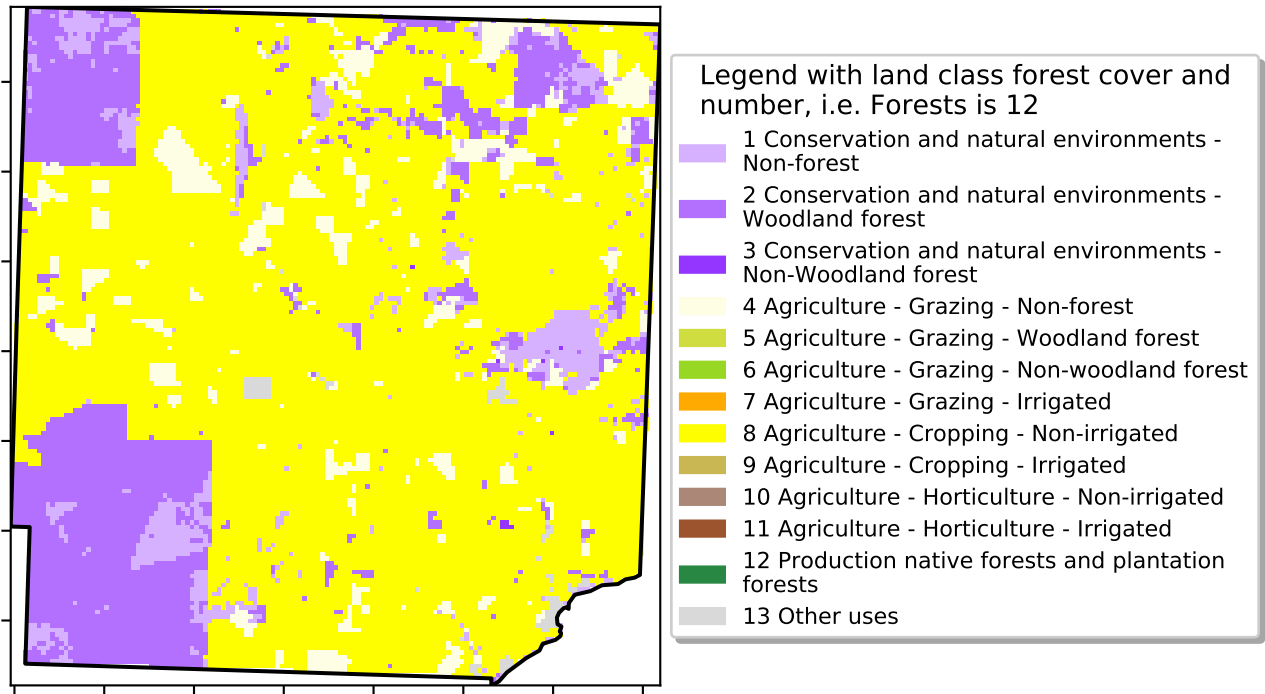 Legend with land class forest cover and
number, i.e. Forests is 12
1 Conservation and natural environments -
Non-forest
2 Conservation and natural environments -
Woodland forest
3 Conservation and natural environments -
Non-Woodland forest
4 Agriculture - Grazing - Non-forest
5 Agriculture - Grazing - Woodland forest
6 Agriculture - Grazing - Non-woodland forest
7 Agriculture - Grazing - Irrigated
8 Agriculture - Cropping - Non-irrigated
9 Agriculture - Cropping - Irrigated
10 Agriculture - Horticulture - Non-irrigated
11 Agriculture - Horticulture - Irrigated
12 Production native forests and plantation
forests
13 Other uses